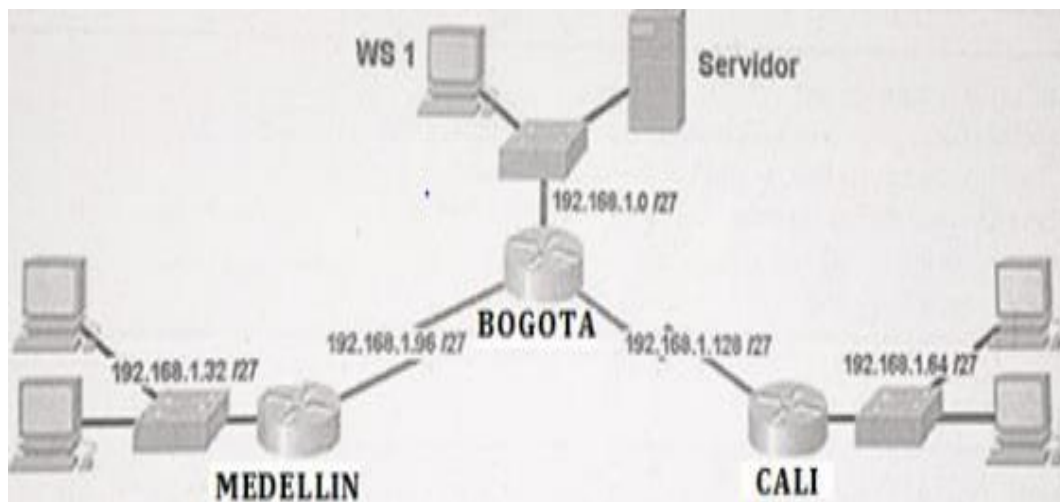 WS 1
Servidor
192.168.1.0 /27
BOGOTA
192.168.1.96 /27
192.168.1.128 /27
192.168.1.32 /27
192.168.1.64 /27
MEDELLIN
CALI